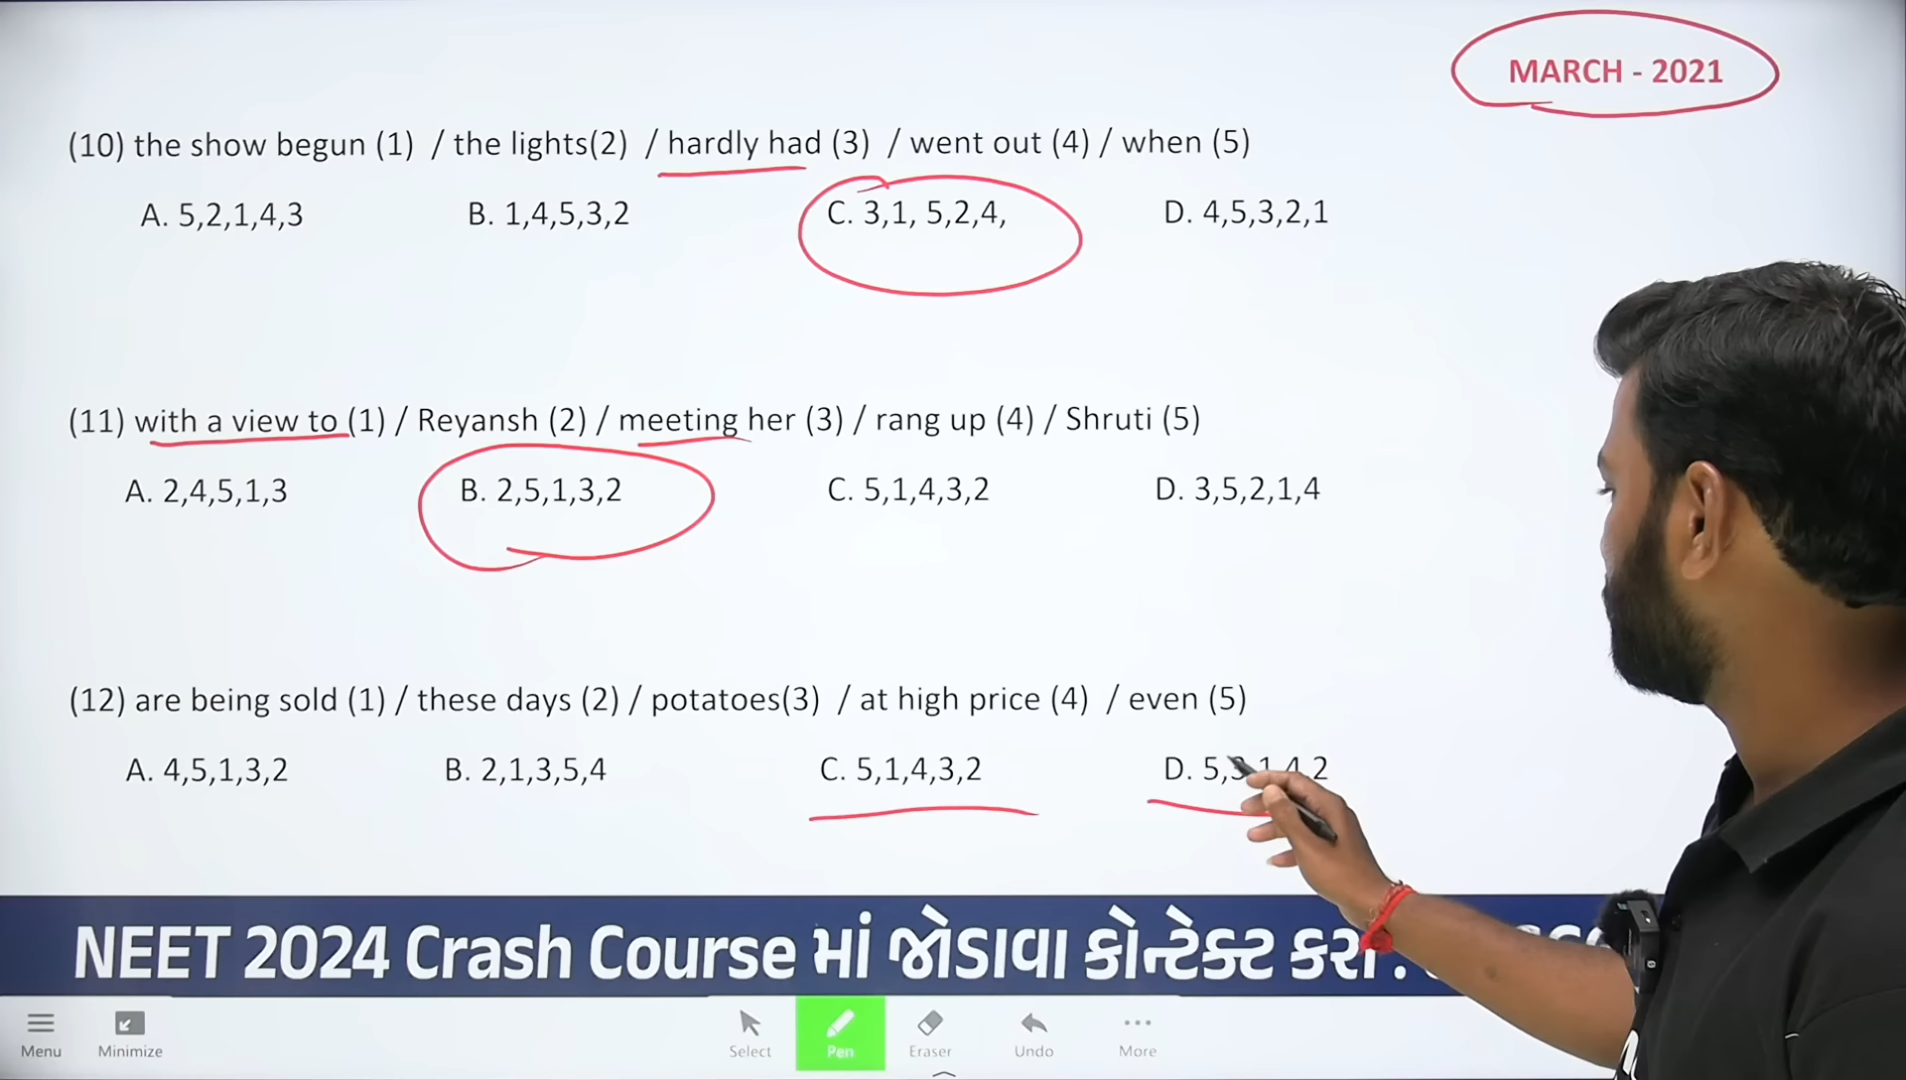 MARCH - 2021
(10) the show begun (1) / the lights(2) / hardly had (3) / went out (4) / when (5)
A. 5,2,1,4,3 B. 1,4,5,3,2 C. 3,1, 5,2,4, D. 4,5,3,2,1
(11) with a view to (1) / Reyansh (2) / meeting her (3) / rang up (4) / Shruti (5)
A. 2,4,5,1,3 B. 2,5,1,3,2 C. 5,1,4,3,2 D. 3,5,2,1,4
(12) are being sold (1) / these days (2) / potatoes(3) / at high price (4) / even (5)
A. 4,5,1,3,2 B. 2,1,3,5,4 C. 5,1,4,3,2 D. 5,3,1,4,2
NEET 2024 Crash Course માં જોડાવા કોન્ટેક્ટ
Menu Minimize Select Pen Eraser Undo More